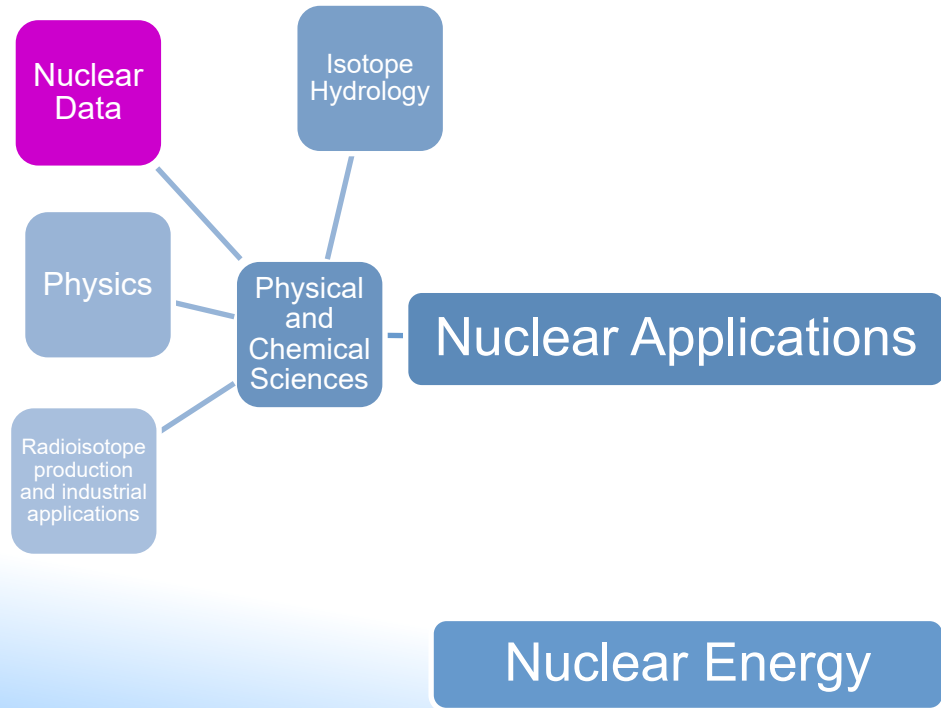 Nuclear
Data
Isotope
Hydrology
Physics
Physical
and
Chemical
Sciences
Nuclear Applications
Radioisotope
production
and industrial
applications
Nuclear Energy